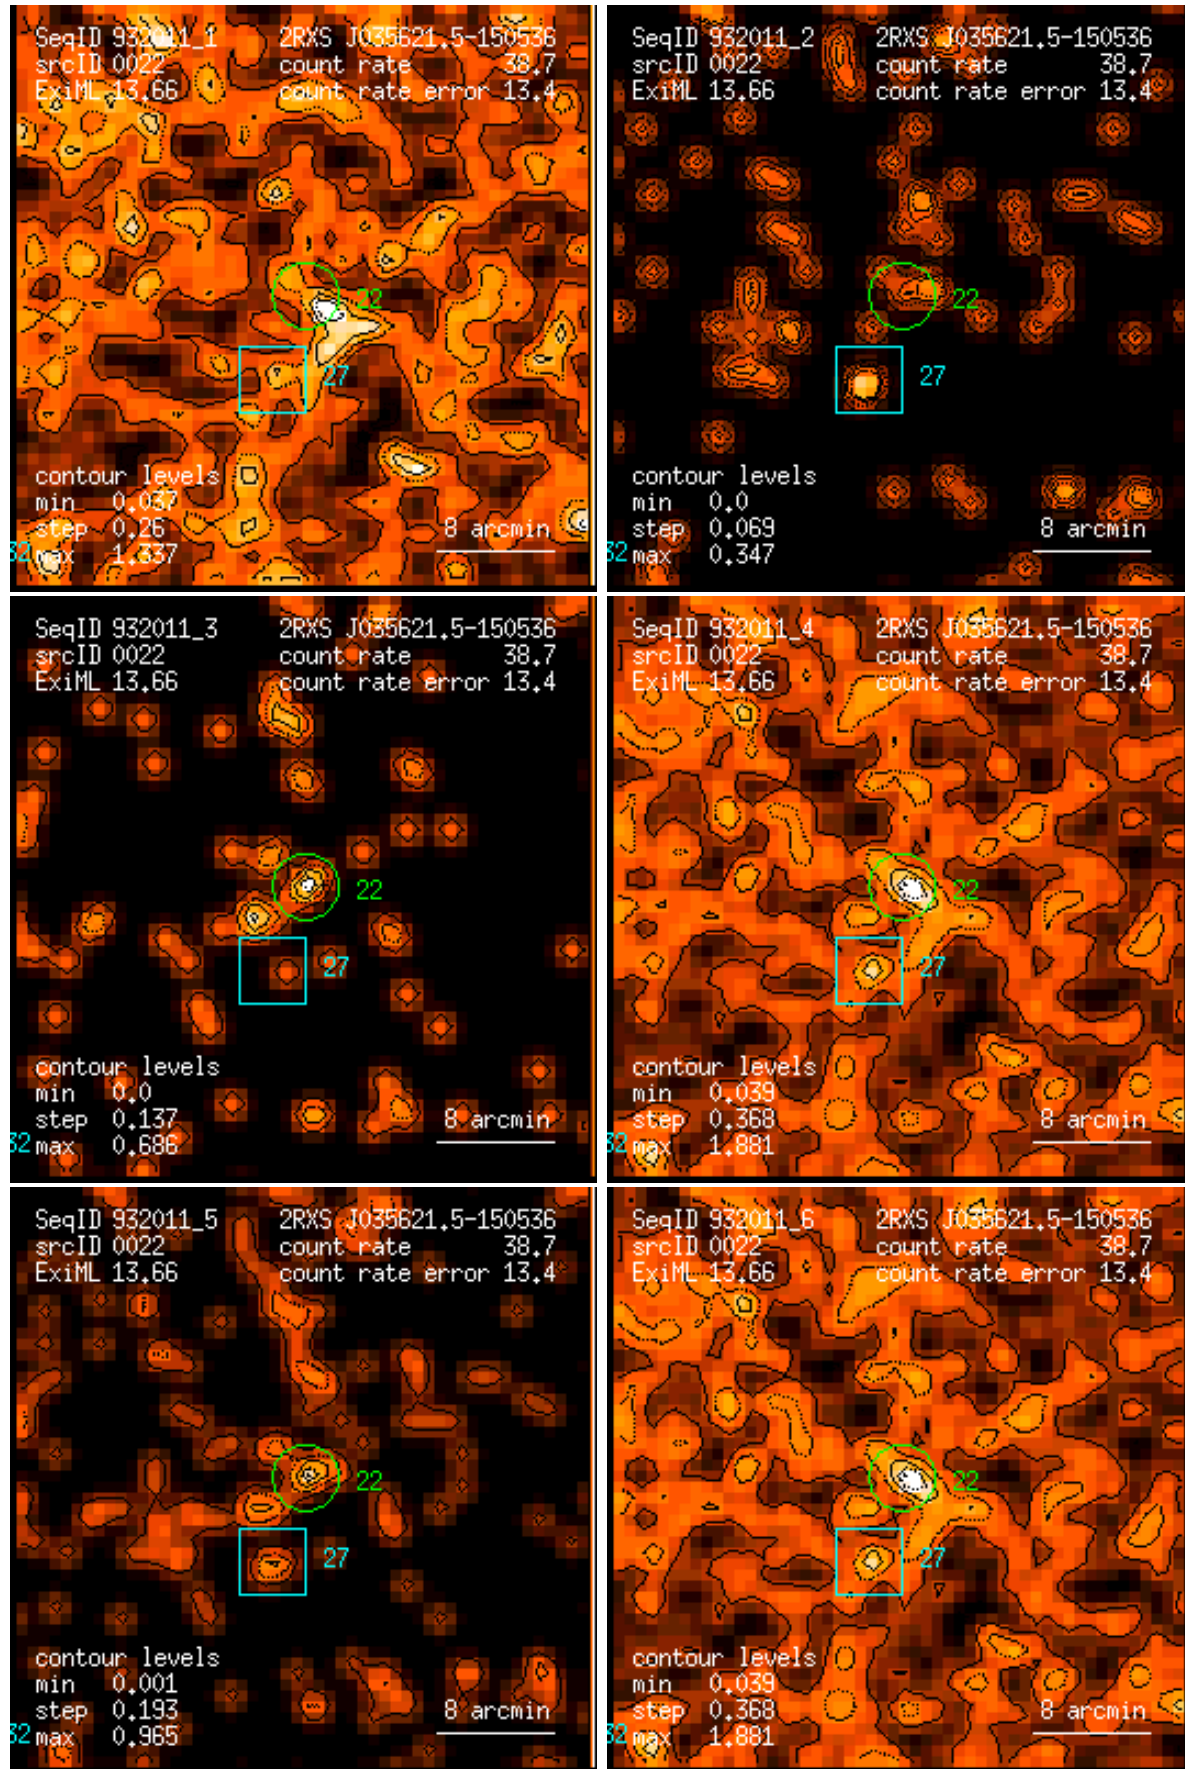 SeqID 932011_1 2RXS J035621.5-150536
srcID 0022 count rate 38.7
ExiML 13.66 count rate error 13.4
22
27
contour levels
min 0.037
step 0.26 8 arcmin
32 max 1.337
SeqID 932011_2 2RXS J035621.5-150536
srcID 0022 count rate 38.7
ExiML 13.66 count rate error 13.4
22
27
contour levels
min 0.0
step 0.069 8 arcmin
32 max 0.347
SeqID 932011_3 2RXS J035621.5-150536
srcID 0022 count rate 38.7
ExiML 13.66 count rate error 13.4
22
27
contour levels
min 0.0
step 0.137 8 arcmin
32 max 0.686
SeqID 932011_4 2RXS J035621.5-150536
srcID 0022 count rate 38.7
ExiML 13.66 count rate error 13.4
22
27
contour levels
min 0.039
step 0.368 8 arcmin
32 max 1.881
SeqID 932011_5 2RXS J035621.5-150536
srcID 0022 count rate 38.7
ExiML 13.66 count rate error 13.4
22
27
contour levels
min 0.001
step 0.193 8 arcmin
32 max 0.965
SeqID 932011_6 2RXS J035621.5-150536
srcID 0022 count rate 38.7
ExiML 13.66 count rate error 13.4
22
27
contour levels
min 0.039
step 0.368 8 arcmin
32 max 1.881